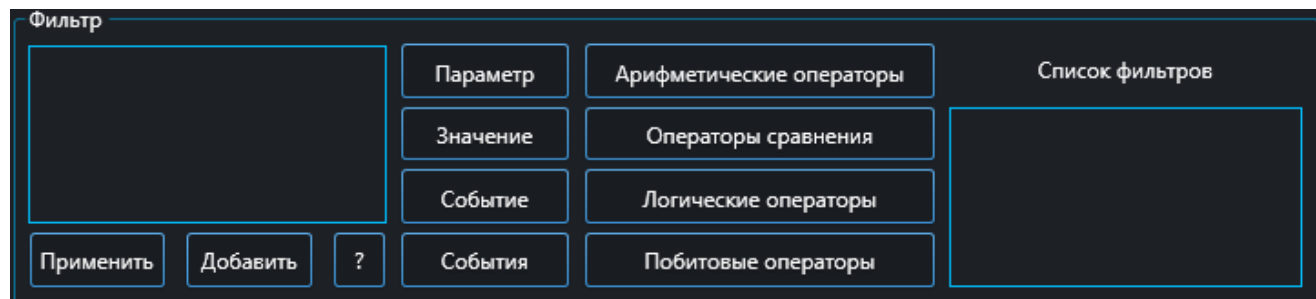 Фильтр
Параметр
Арифметические операторы
Список фильтров
Значение
Операторы сравнения
Событие
Логические операторы
Применить
Добавить
?
События
Побитовые операторы